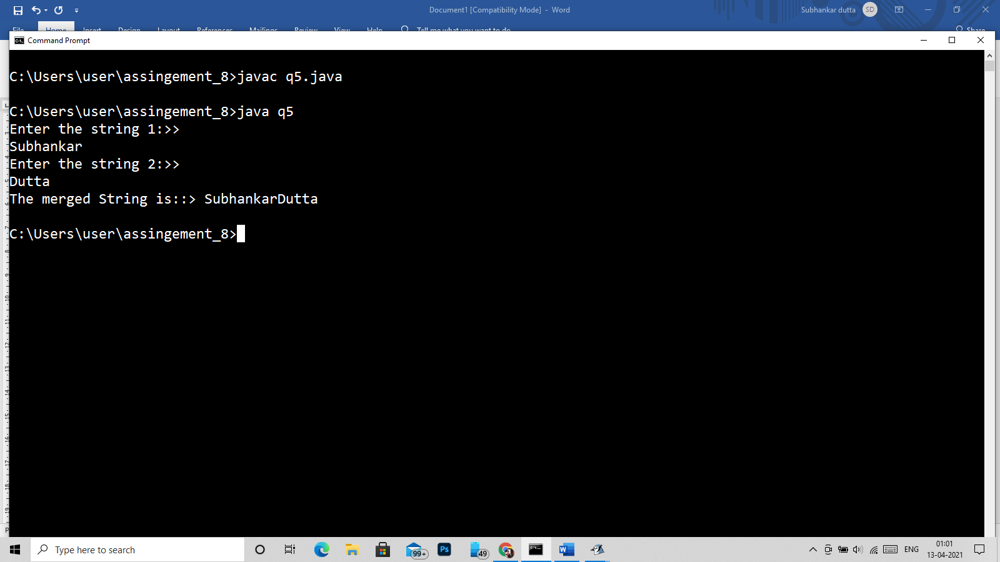 Document1 [Compatibility Mode] - Word
Subhankar dutta
SD
File Home Insert Design Layout References Mailings Review View Help Tell me what you want to do Share
Command Prompt
C:\Users\user\assingement_8>javac q5.java
C:\Users\user\assingement_8>java q5
Enter the string 1:>>
Subhankar
Enter the string 2:>>
Dutta
The merged String is::> SubhankarDutta
C:\Users\user\assingement_8>
Type here to search
99+
Ps
49
ENG
01:01
13-04-2021